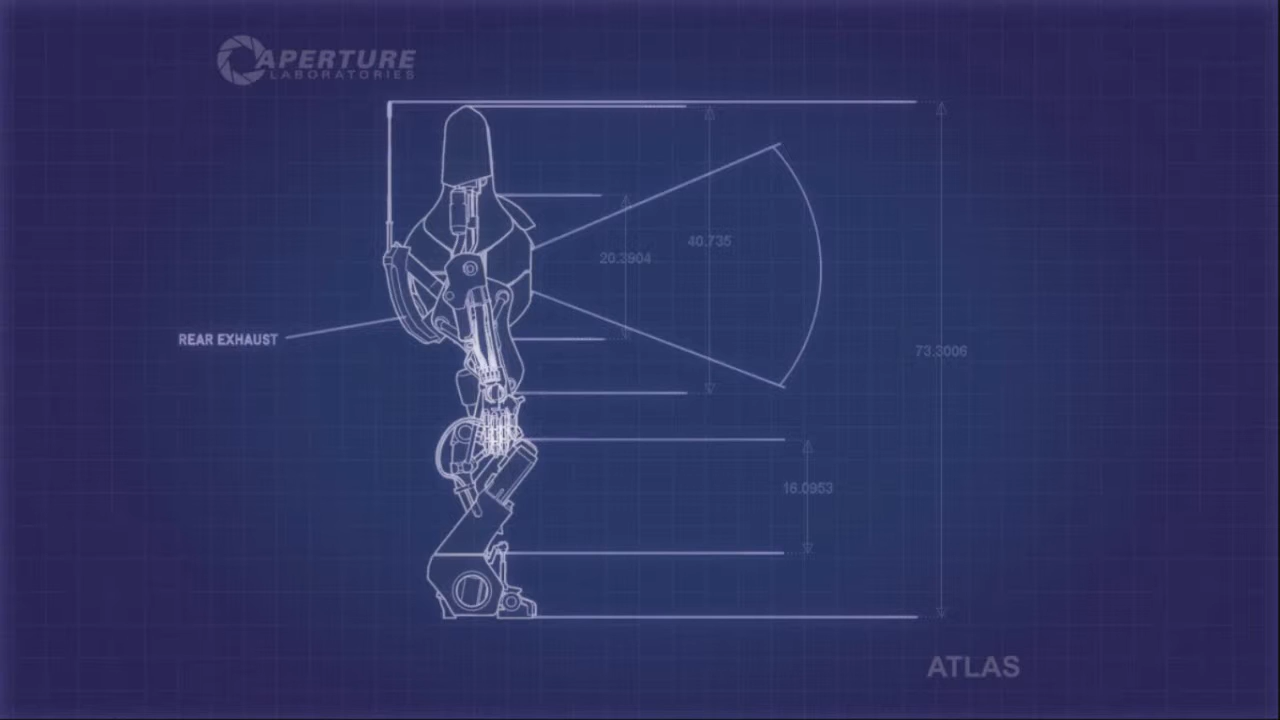 APERTURE
LABORATORIES
40.735
20.3904
REAR EXHAUST
73.3006
16.0953
ATLAS